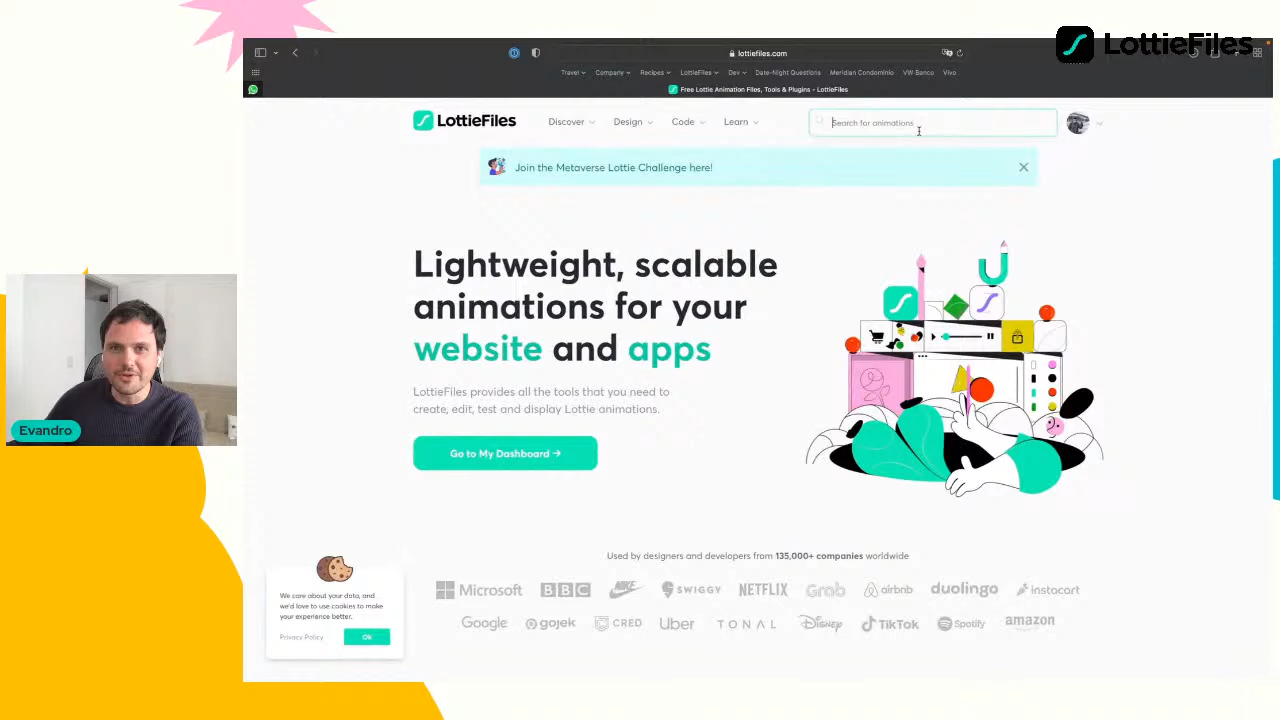 LottieFiles
lottiefiles.com
Travel
Company
Recipes
LottieFiles
Dev
Date-Night Questions
Meridian Condominio
VW Banco
Vivo
Free Lottie Animation Files, Tools & Plugins - LottieFiles
LottieFiles
Discover
Design
Code
Learn
Search for animations
Join the Metaverse Lottie Challenge here!
Lightweight, scalable
animations for your
website and apps
LottieFiles provides all the tools that you need to
create, edit, test and display Lottie animations.
Go to My Dashboard →
Evandro
Used by designers and developers from 135,000+ companies worldwide
Microsoft
BBC
NIKE
SWIGGY
NETFLIX
Grab
airbnb
duolingo
instacart
Google
gojek
CRED
Uber
TONAL
Disney
TikTok
Spotify
amazon
We care about your data, and
we'd love to use cookies to make
your experience better.
Privacy Policy
Ok